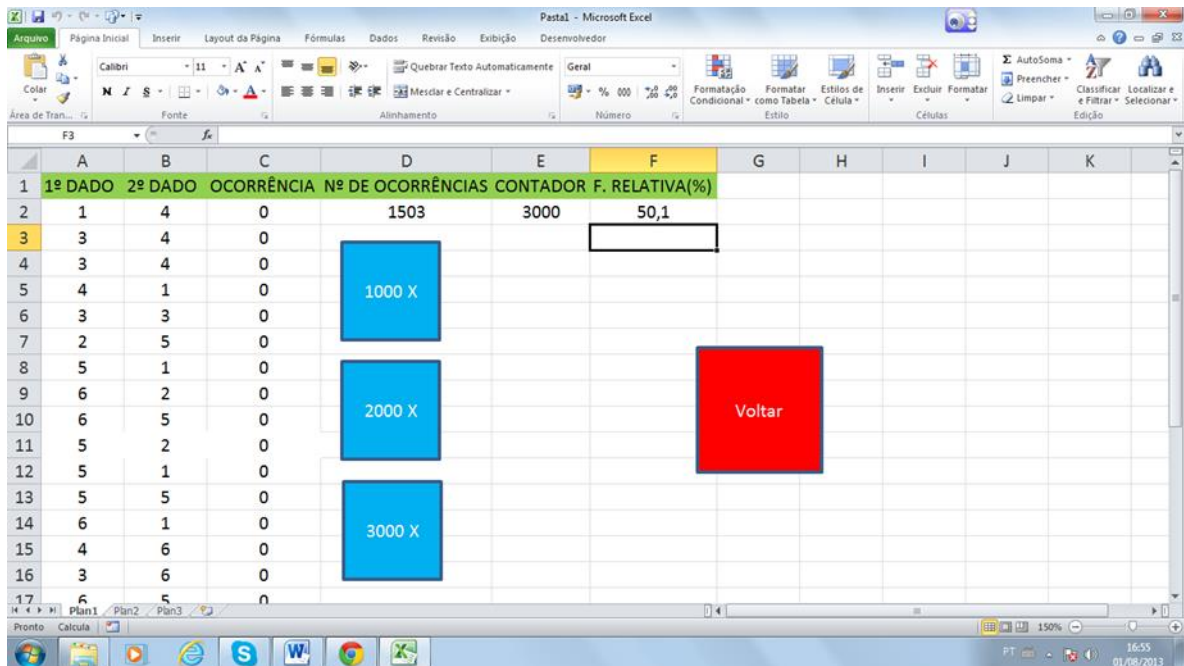 Pasta1 - Microsoft Excel
Arquivo Página Inicial Inserir Layout da Página Fórmulas Dados Revisão Exibição Desenvolvedor
Colar
Calibri 11
N I S
Quebrar Texto Automaticamente
Mesclar e Centralizar
Geral
% 000
Formatação Condicional
Formatar como Tabela
Estilos de Célula
Inserir Excluir Formatar
AutoSoma
Preencher
Limpar
Classificar e Filtrar
Localizar e Selecionar
Área de Tran... Fonte Alinhamento Número Estilo Células Edição
F3 fx
A B C D E F G H I J K
1 1º DADO 2º DADO OCORRÊNCIA Nº DE OCORRÊNCIAS CONTADOR F. RELATIVA(%)
2 1 4 0 1503 3000 50,1
3 3 4 0
4 3 4 0
5 4 1 0 1000 X
6 3 3 0
7 2 5 0
8 5 1 0
9 6 2 0
10 6 5 0 2000 X Voltar
11 5 2 0
12 5 1 0
13 5 5 0
14 6 1 0 3000 X
15 4 6 0
16 3 6 0
17 6 5 0
Plan1 Plan2 Plan3
Pronto Calcula 150%
PT 16:55
01/08/2013